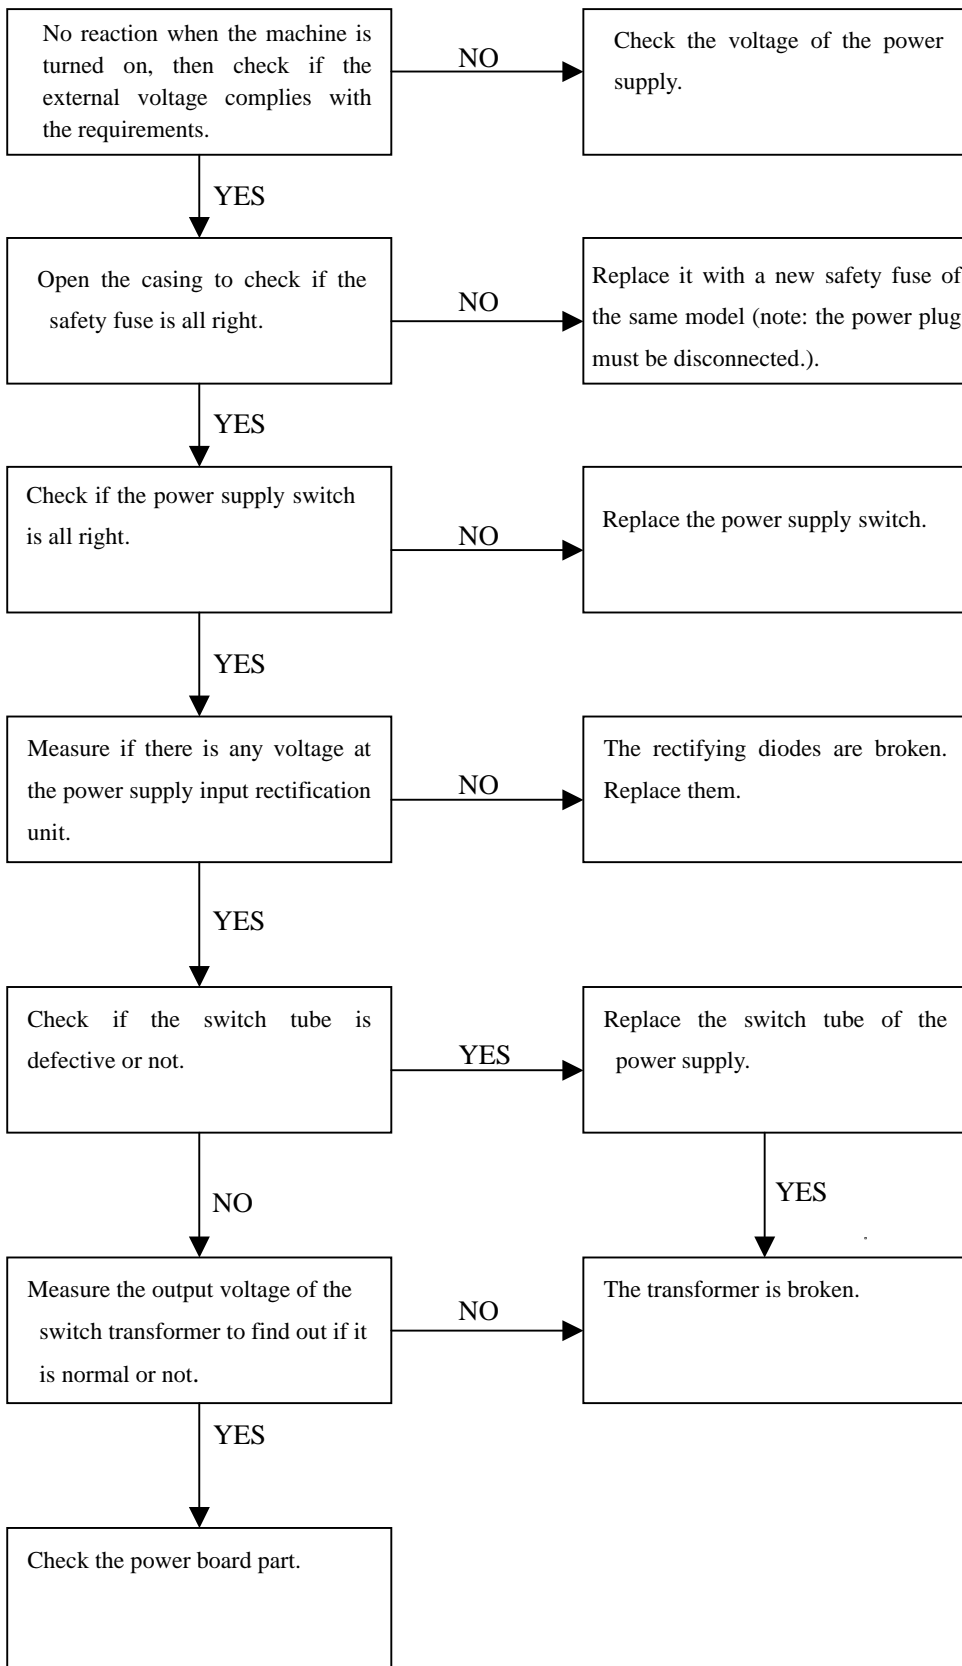 No reaction when the machine is
turned on, then check if the
external voltage complies with
the requirements.
NO
Check the voltage of the power
supply.
YES
Open the casing to check if the
safety fuse is all right.
NO
Replace it with a new safety fuse of
the same model (note: the power plug
must be disconnected.).
YES
Check if the power supply switch
is all right.
NO
Replace the power supply switch.
YES
Measure if there is any voltage at
the power supply input rectification
unit.
NO
The rectifying diodes are broken.
Replace them.
YES
Check if the switch tube is
defective or not.
YES
Replace the switch tube of the
power supply.
NO
YES
Measure the output voltage of the
switch transformer to find out if it
is normal or not.
NO
The transformer is broken.
YES
Check the power board part.